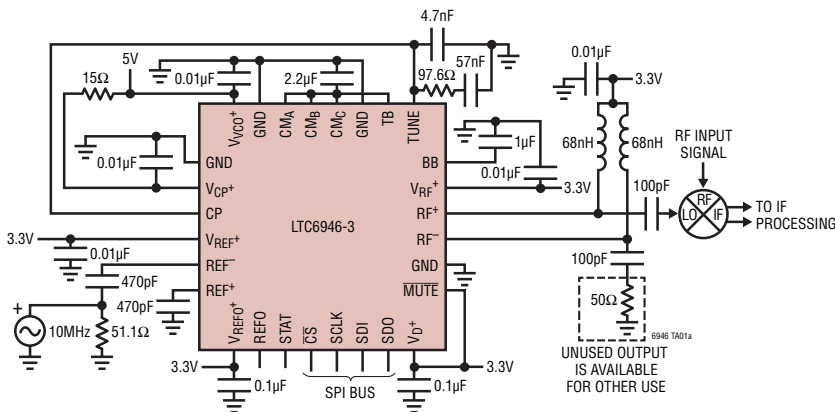 4.7nF
0.01µF
5V
57nF
15Ω
0.01µF
2.2µF
97.6Ω
3.3V
V_VCO+
GND
CM_A
CM_B
CM_C
GND
TB
TUNE
68nH
68nH
RF INPUT
SIGNAL
GND
BB
1µF
0.01µF
0.01µF
100pF
V_CP+
V_RF+
3.3V
RF
LO
IF
TO IF
PROCESSING
CP
LTC6946-3
RF+
3.3V
V_REF+
RF–
0.01µF
100pF
REF–
GND
470pF
REF+
MUTE
50Ω
470pF
+
10MHz
51.1Ω
V_REFO+
REFO
STAT
CS
SCLK
SDI
SDO
V_D+
6946 TA01a
3.3V
3.3V
UNUSED OUTPUT
IS AVAILABLE
FOR OTHER USE
0.1µF
SPI BUS
0.1µF